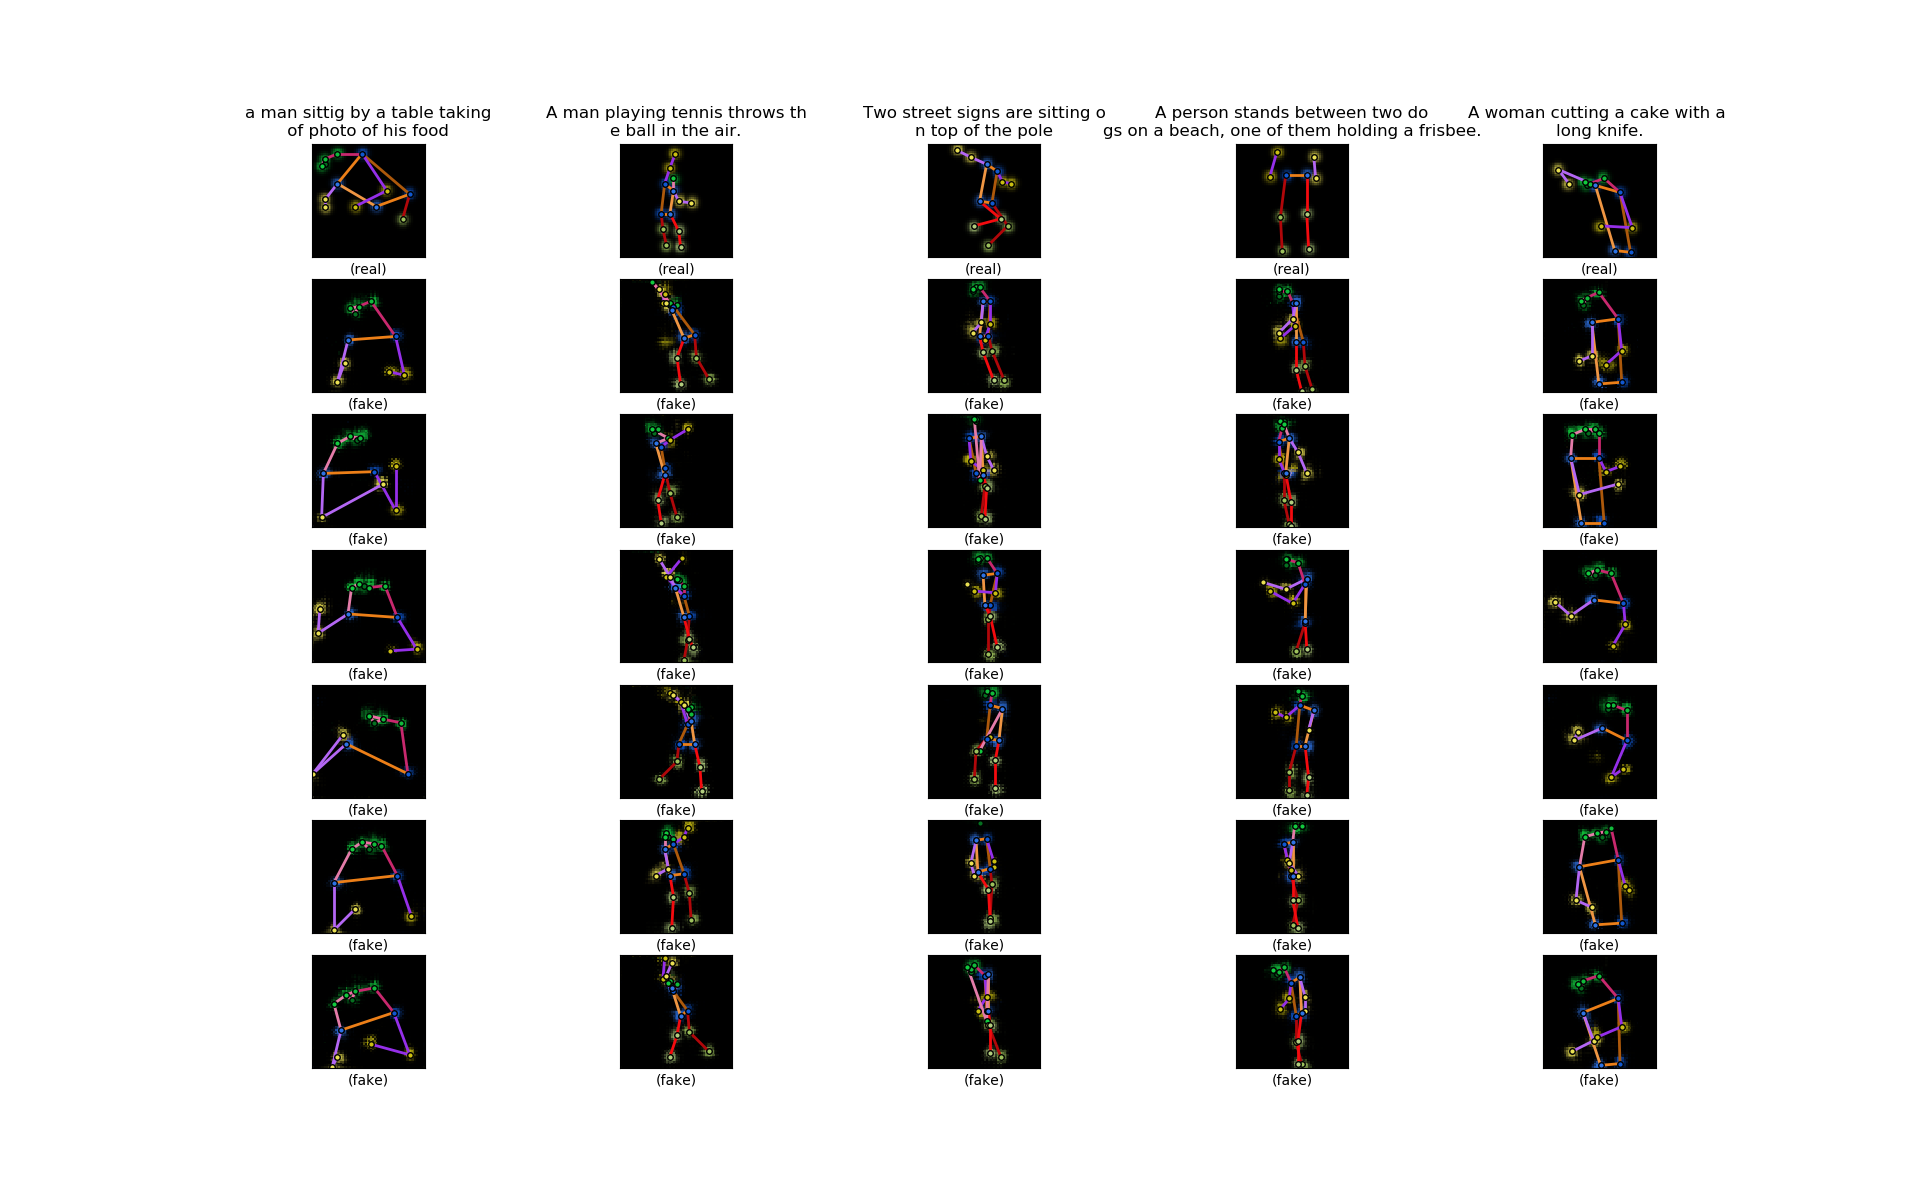 a man sittig by a table taking
of photo of his food
A man playing tennis throws th
e ball in the air.
Two street signs are sitting o
n top of the pole
A person stands between two do
gs on a beach, one of them holding a frisbee.
A woman cutting a cake with a
long knife.
(real) (real) (real) (real) (real)
(fake) (fake) (fake) (fake) (fake)
(fake) (fake) (fake) (fake) (fake)
(fake) (fake) (fake) (fake) (fake)
(fake) (fake) (fake) (fake) (fake)
(fake) (fake) (fake) (fake) (fake)
(fake) (fake) (fake) (fake) (fake)